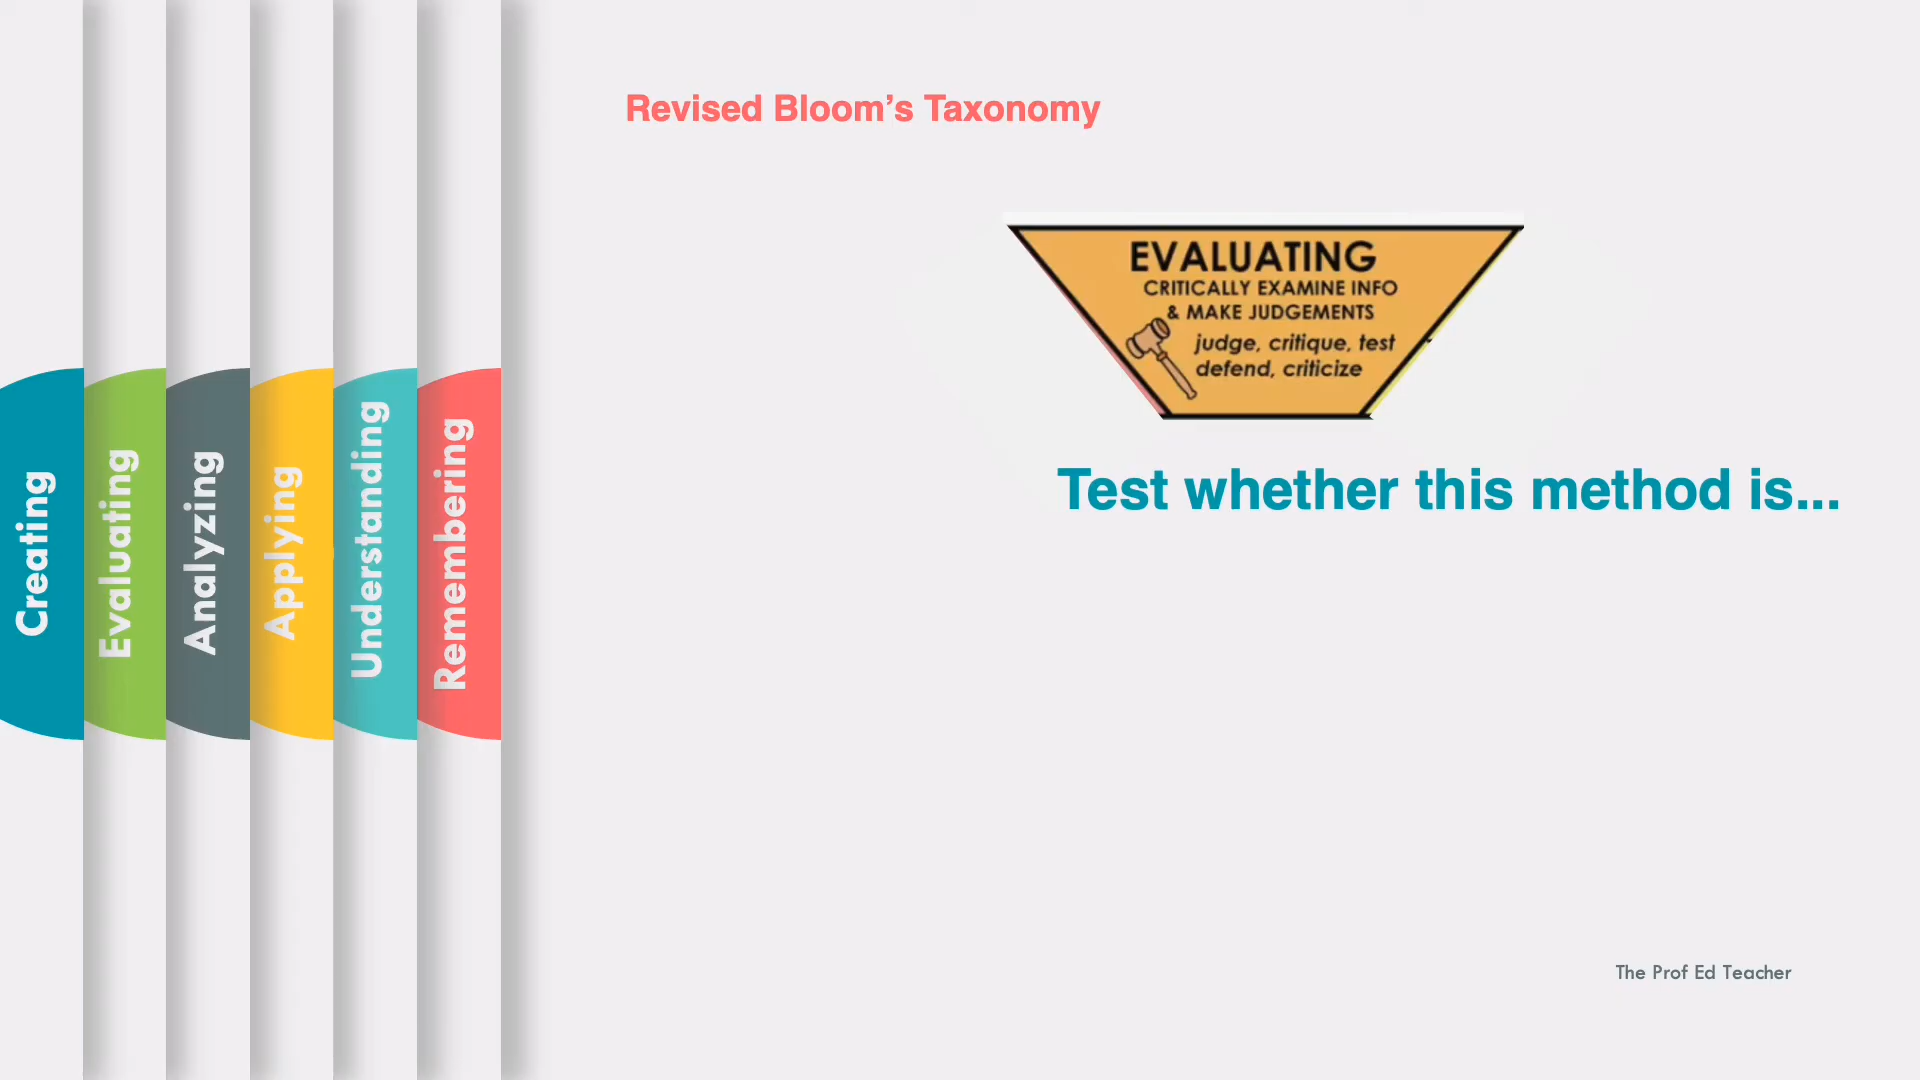 Creating
Evaluating
Analyzing
Applying
Understanding
Remembering
Revised Bloom’s Taxonomy
EVALUATING
CRITICALLY EXAMINE INFO
& MAKE JUDGEMENTS
judge, critique, test
defend, criticize
Test whether this method is...
The Prof Ed Teacher